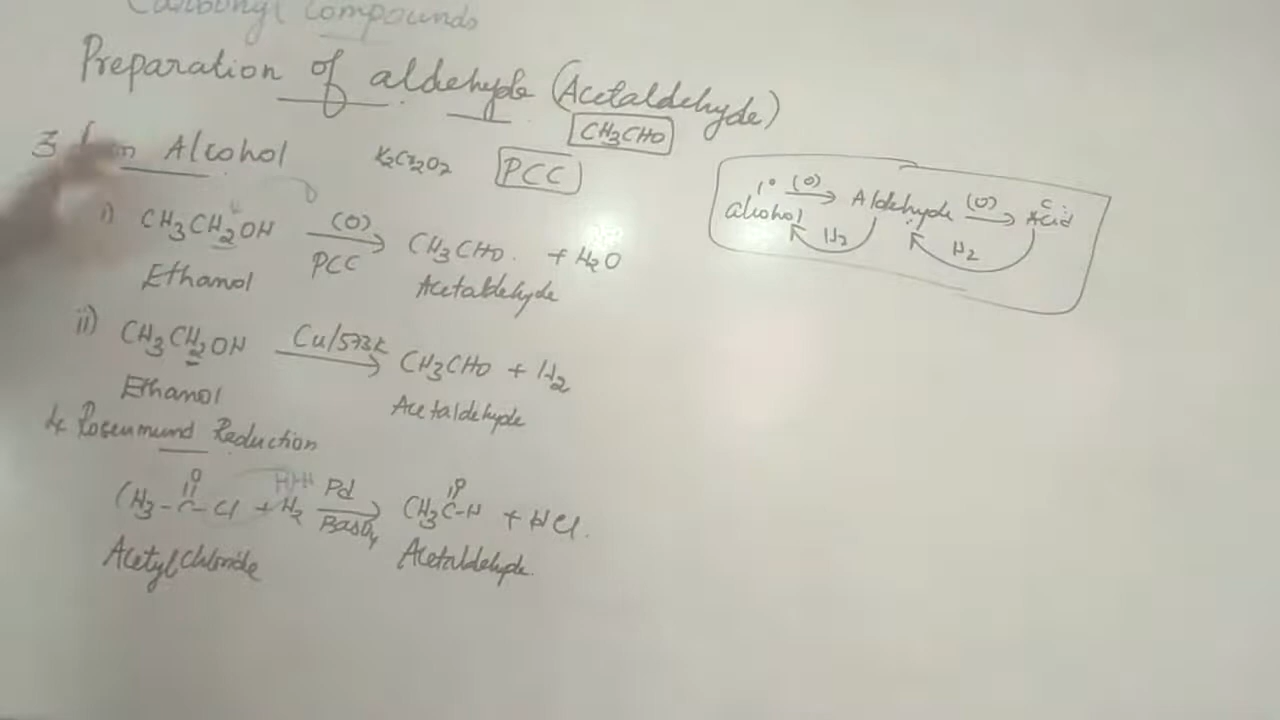 Carbonyl Compounds
Preparation of aldehyde (Acetaldehyde)
CH3CHO
3 Alcohol K2Cr2O7 PCC
1° alcohol (O) Aldehyde (O) Acid
H2 H2
i) CH3CH2OH (O) PCC CH3CHO. + H2O
Ethanol Acetaldehyde
ii) CH3CH2OH Cu/573K CH3CHO + H2
Ethanol Acetaldehyde
4. Rosenmund Reduction
O H-H O
CH3-C-Cl + H2 Pd BaSO4 CH3C-H + HCl.
Acetyl Chloride Acetaldehyde.